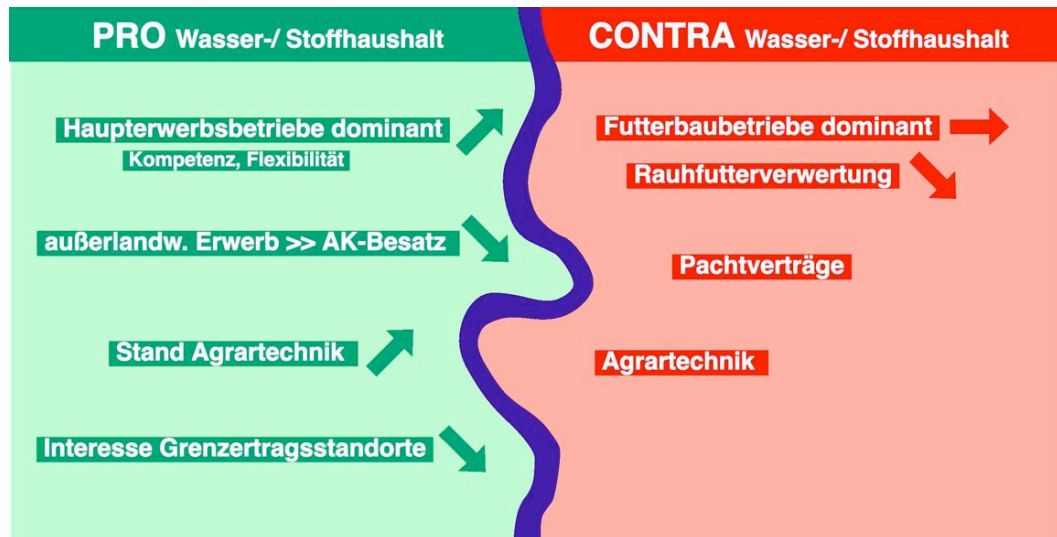 PRO Wasser-/ Stoffhaushalt
Haupterwerbsbetriebe dominant
Kompetenz, Flexibilität
außerlandw. Erwerb >> AK-Besatz
Stand Agrartechnik
Interesse Grenzertragsstandorte
CONTRA Wasser-/ Stoffhaushalt
Futterbaubetriebe dominant
Rauhfutterverwertung
Pachtverträge
Agrartechnik